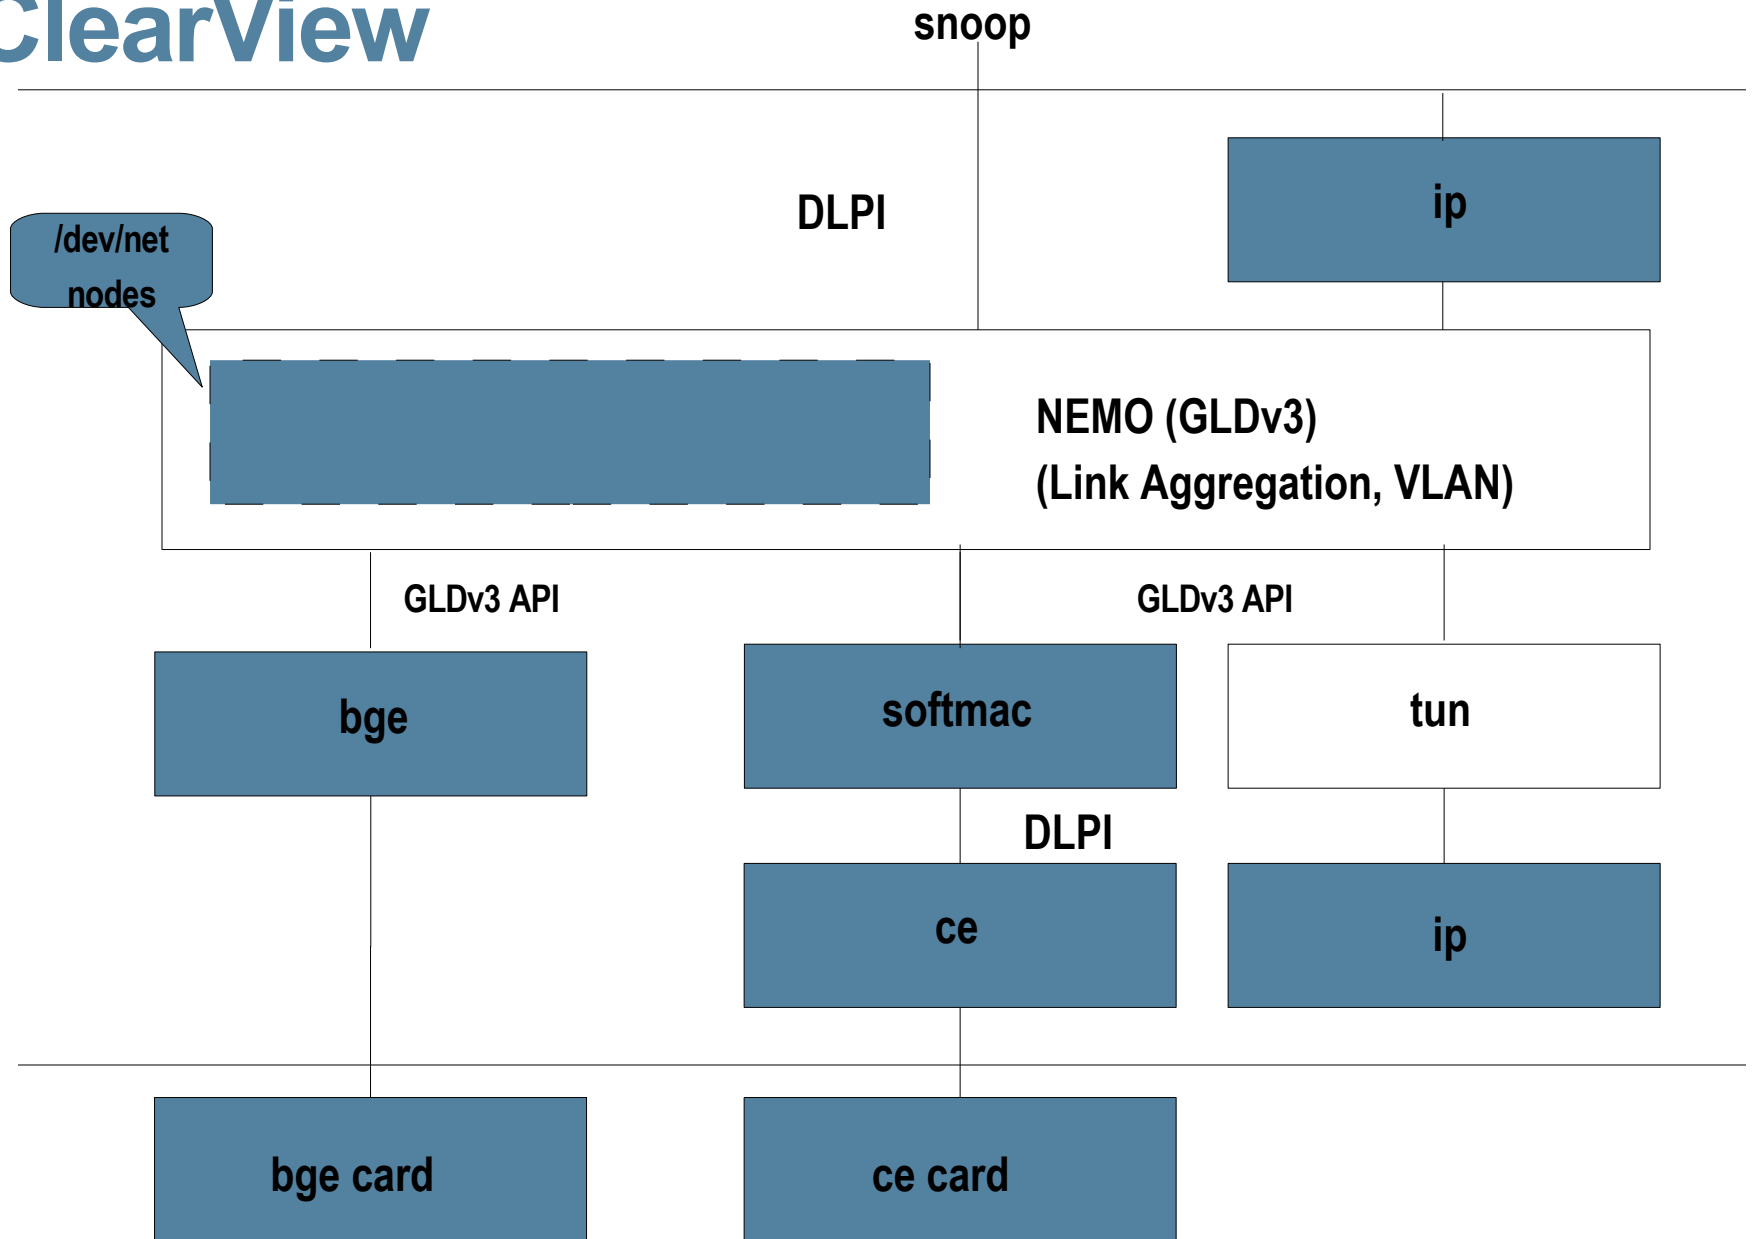 ClearView
snoop
DLPI
ip
/dev/net
nodes
NEMO (GLDv3)
(Link Aggregation, VLAN)
GLDv3 API
GLDv3 API
bge
softmac
tun
DLPI
ce
ip
bge card
ce card